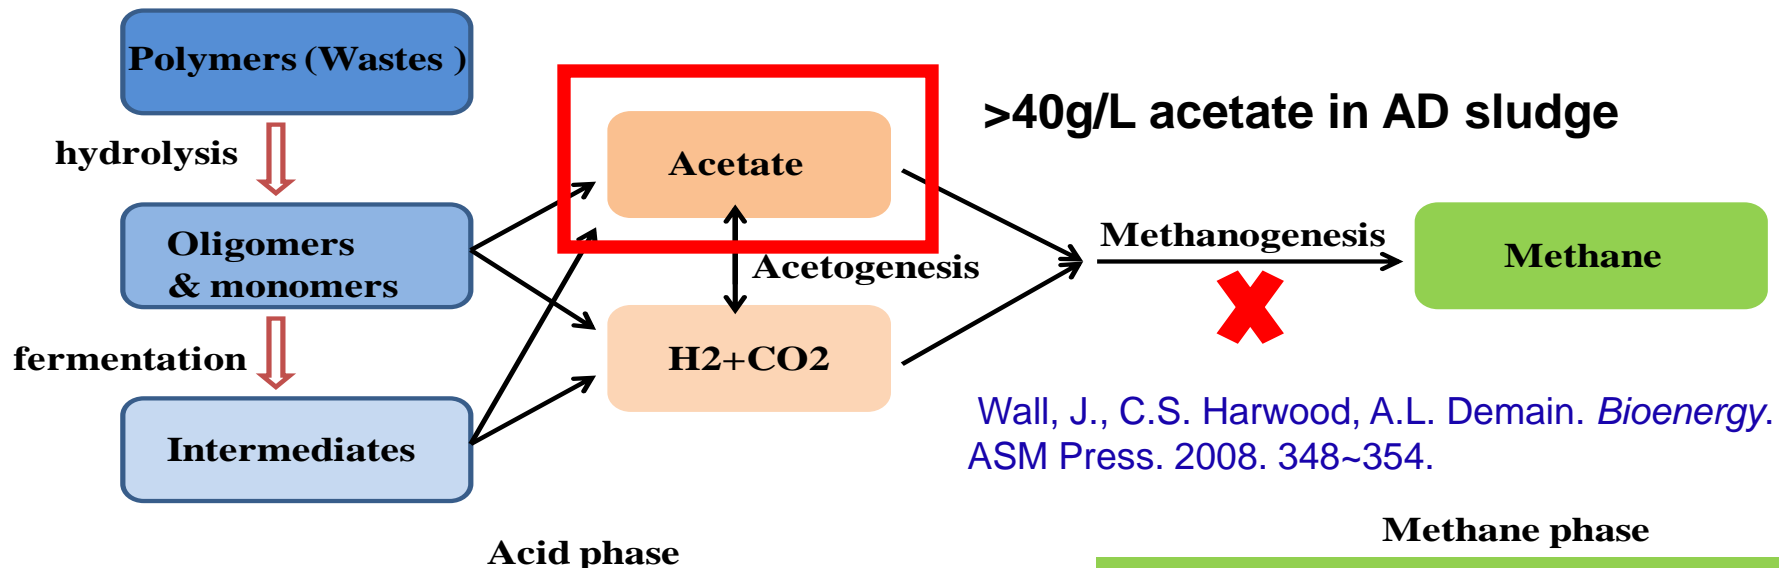 Polymers (Wastes )
hydrolysis
Oligomers
& monomers
fermentation
Intermediates
Acetate
Acetogenesis
H2+CO2
>40g/L acetate in AD sludge
Methanogenesis
Methane
Wall, J., C.S. Harwood, A.L. Demain. Bioenergy.
ASM Press. 2008. 348~354.
Acid phase
Methane phase